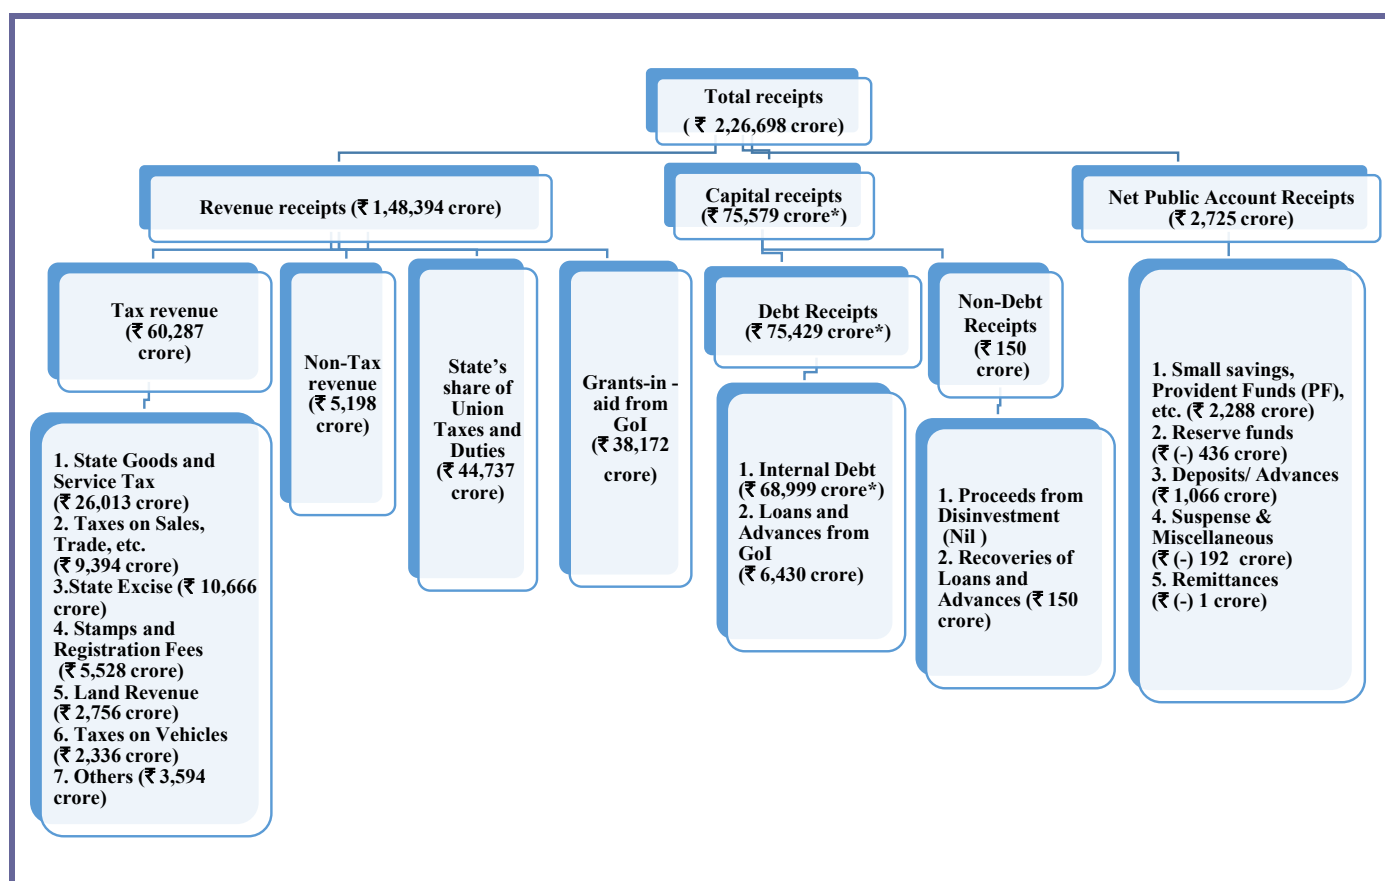 Total receipts
( ₹ 2,26,698 crore)
Revenue receipts (₹ 1,48,394 crore)
Capital receipts
(₹ 75,579 crore*)
Net Public Account Receipts
(₹ 2,725 crore)
Tax revenue
(₹ 60,287
crore)
Non-Tax
revenue
(₹ 5,198
crore)
State's
share of
Union
Taxes and
Duties
(₹ 44,737
crore)
Grants-in -
aid from
GoI
(₹ 38,172
crore)
Debt Receipts
(₹ 75,429 crore*)
Non-Debt
Receipts
(₹ 150
crore)
1. State Goods and
Service Tax
(₹ 26,013 crore)
2. Taxes on Sales,
Trade, etc.
(₹ 9,394 crore)
3.State Excise (₹ 10,666
crore)
4. Stamps and
Registration Fees
(₹ 5,528 crore)
5. Land Revenue
(₹ 2,756 crore)
6. Taxes on Vehicles
(₹ 2,336 crore)
7. Others (₹ 3,594
crore)
1. Internal Debt
(₹ 68,999 crore*)
2. Loans and
Advances from
GoI
(₹ 6,430 crore)
1. Proceeds from
Disinvestment
(Nil )
2. Recoveries of
Loans and
Advances (₹ 150
crore)
1. Small savings,
Provident Funds (PF),
etc. (₹ 2,288 crore)
2. Reserve funds
(₹ (-) 436 crore)
3. Deposits/ Advances
(₹ 1,066 crore)
4. Suspense &
Miscellaneous
(₹ (-) 192 crore)
5. Remittances
(₹ (-) 1 crore)